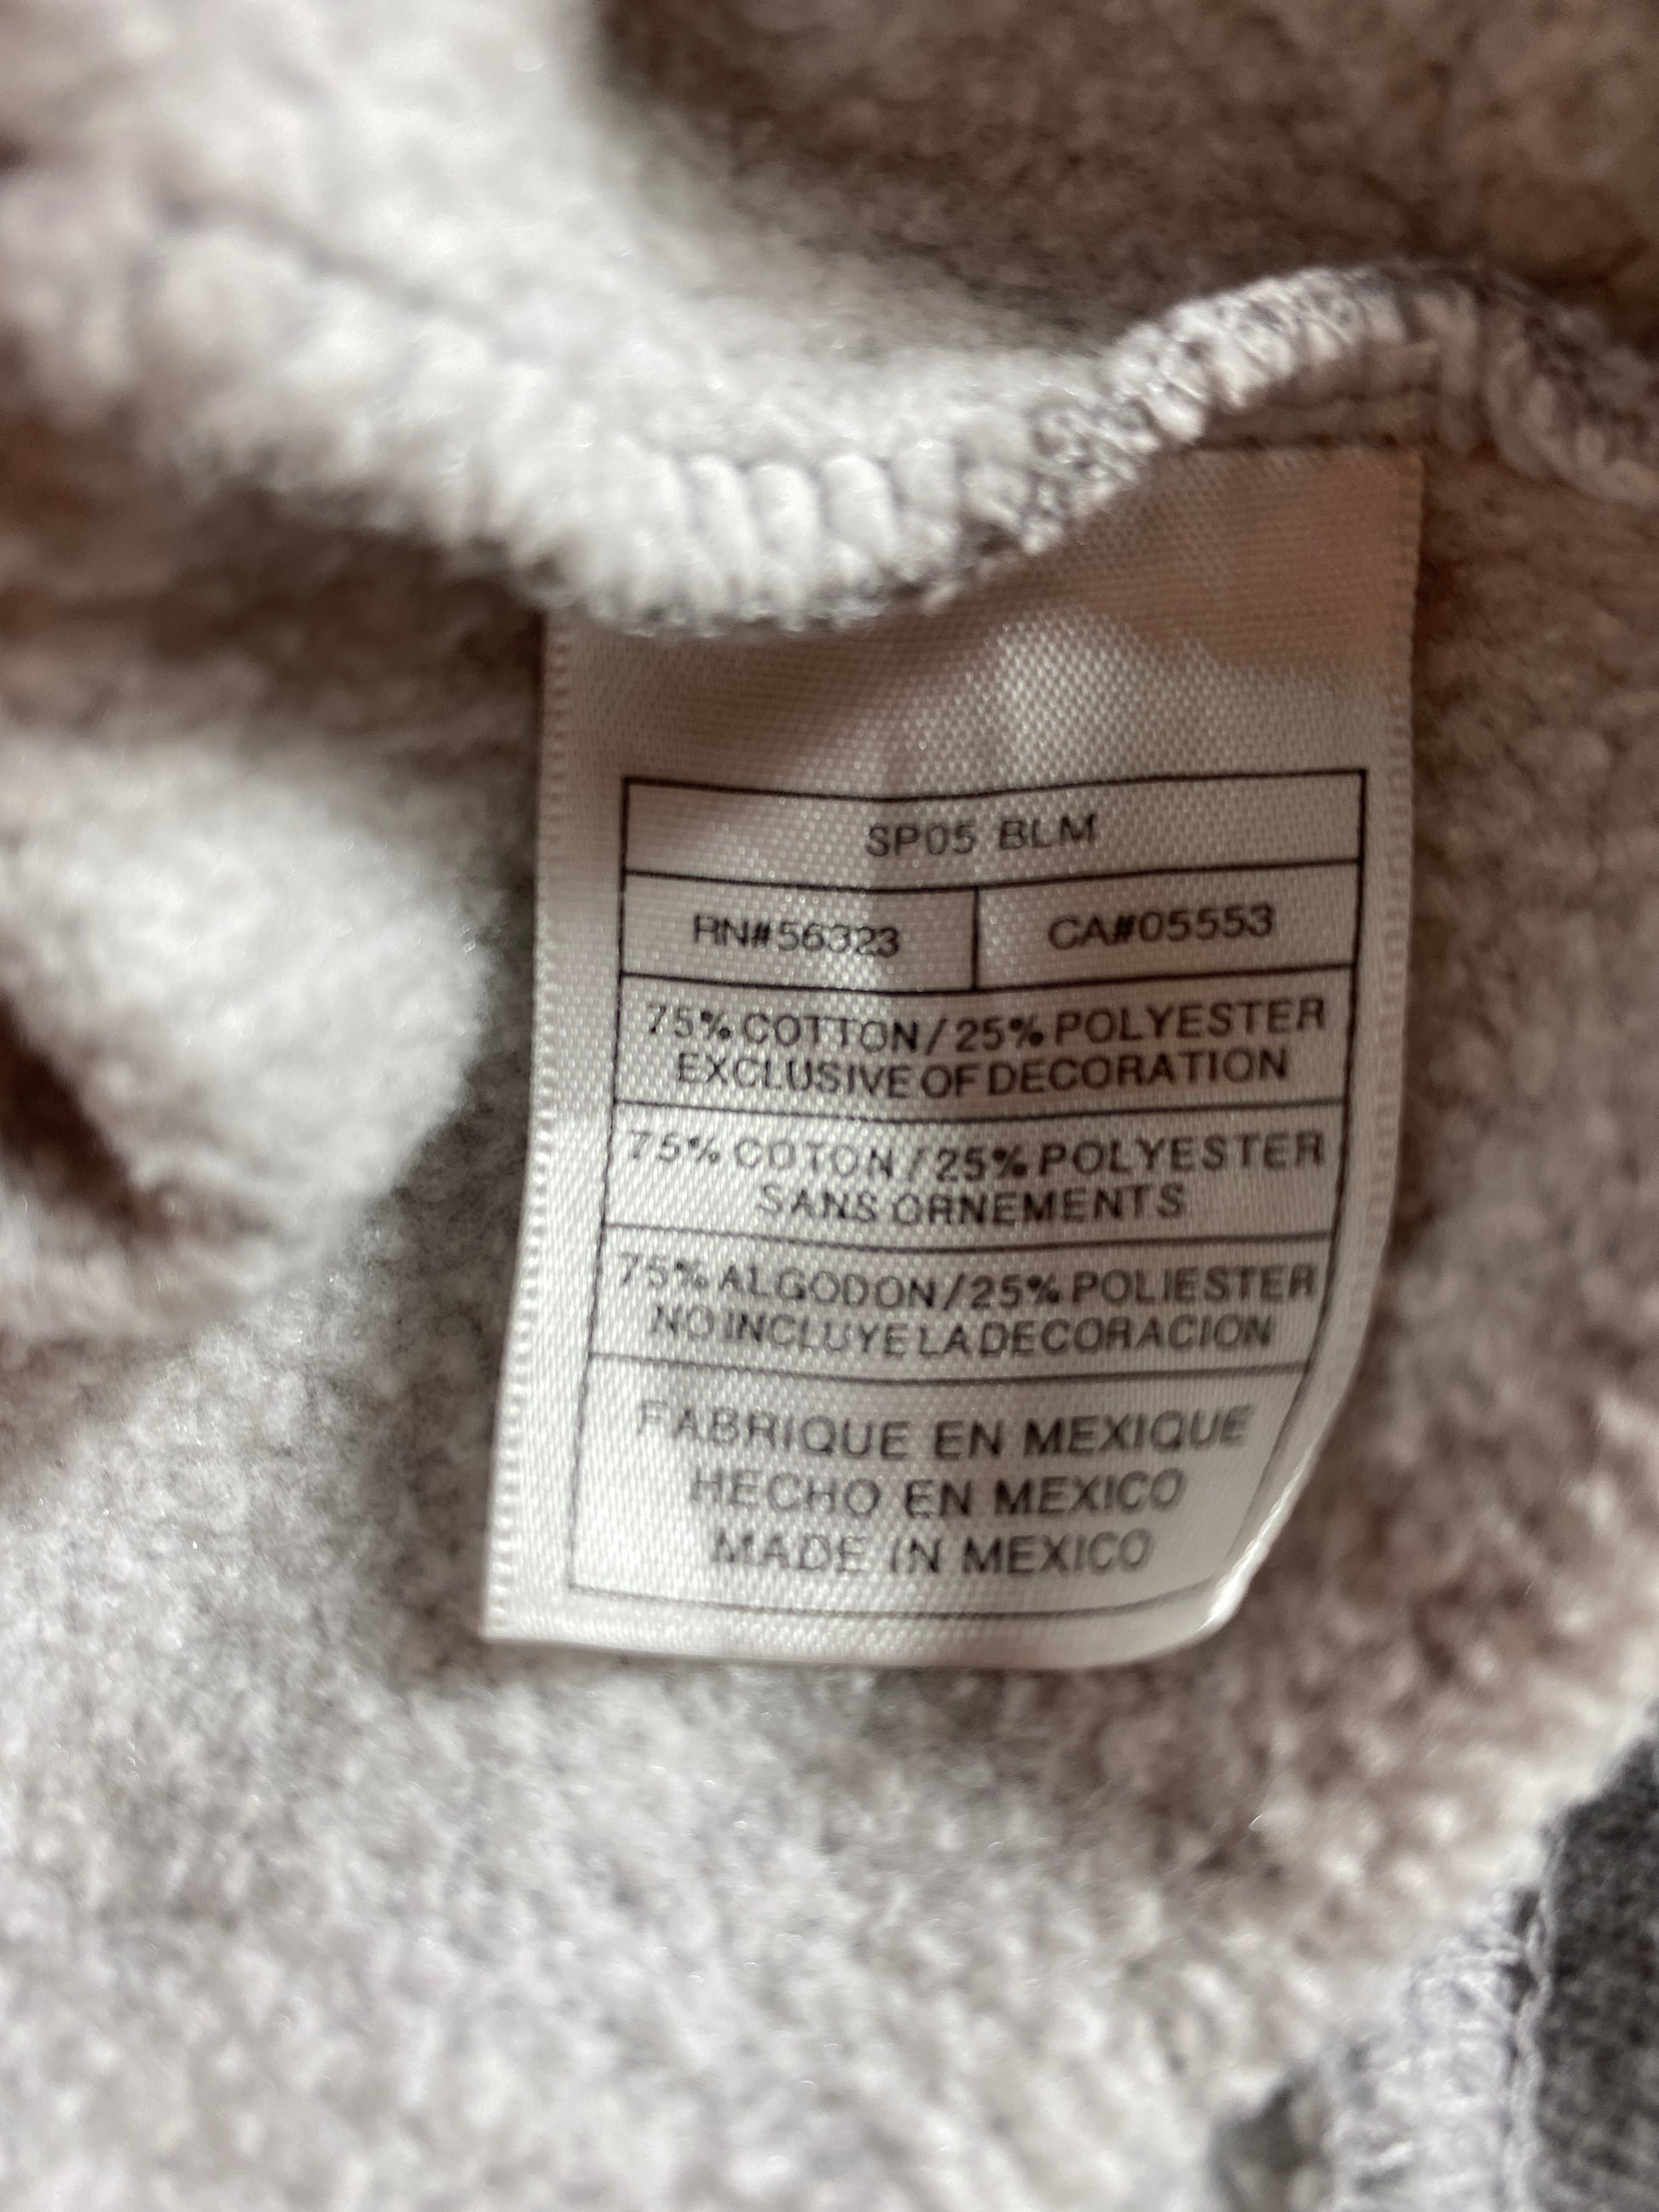 SP05 BLM
RN#56323 CA#05553
75% COTTON/25% POLYESTER
EXCLUSIVE OF DECORATION
75% COTON/25% POLYESTER
SANS ORNEMENTS
75% ALGODON/25% POLIESTER
NO INCLUYE LA DECORACION
FABRIQUE EN MEXIQUE
HECHO EN MEXICO
MADE IN MEXICO